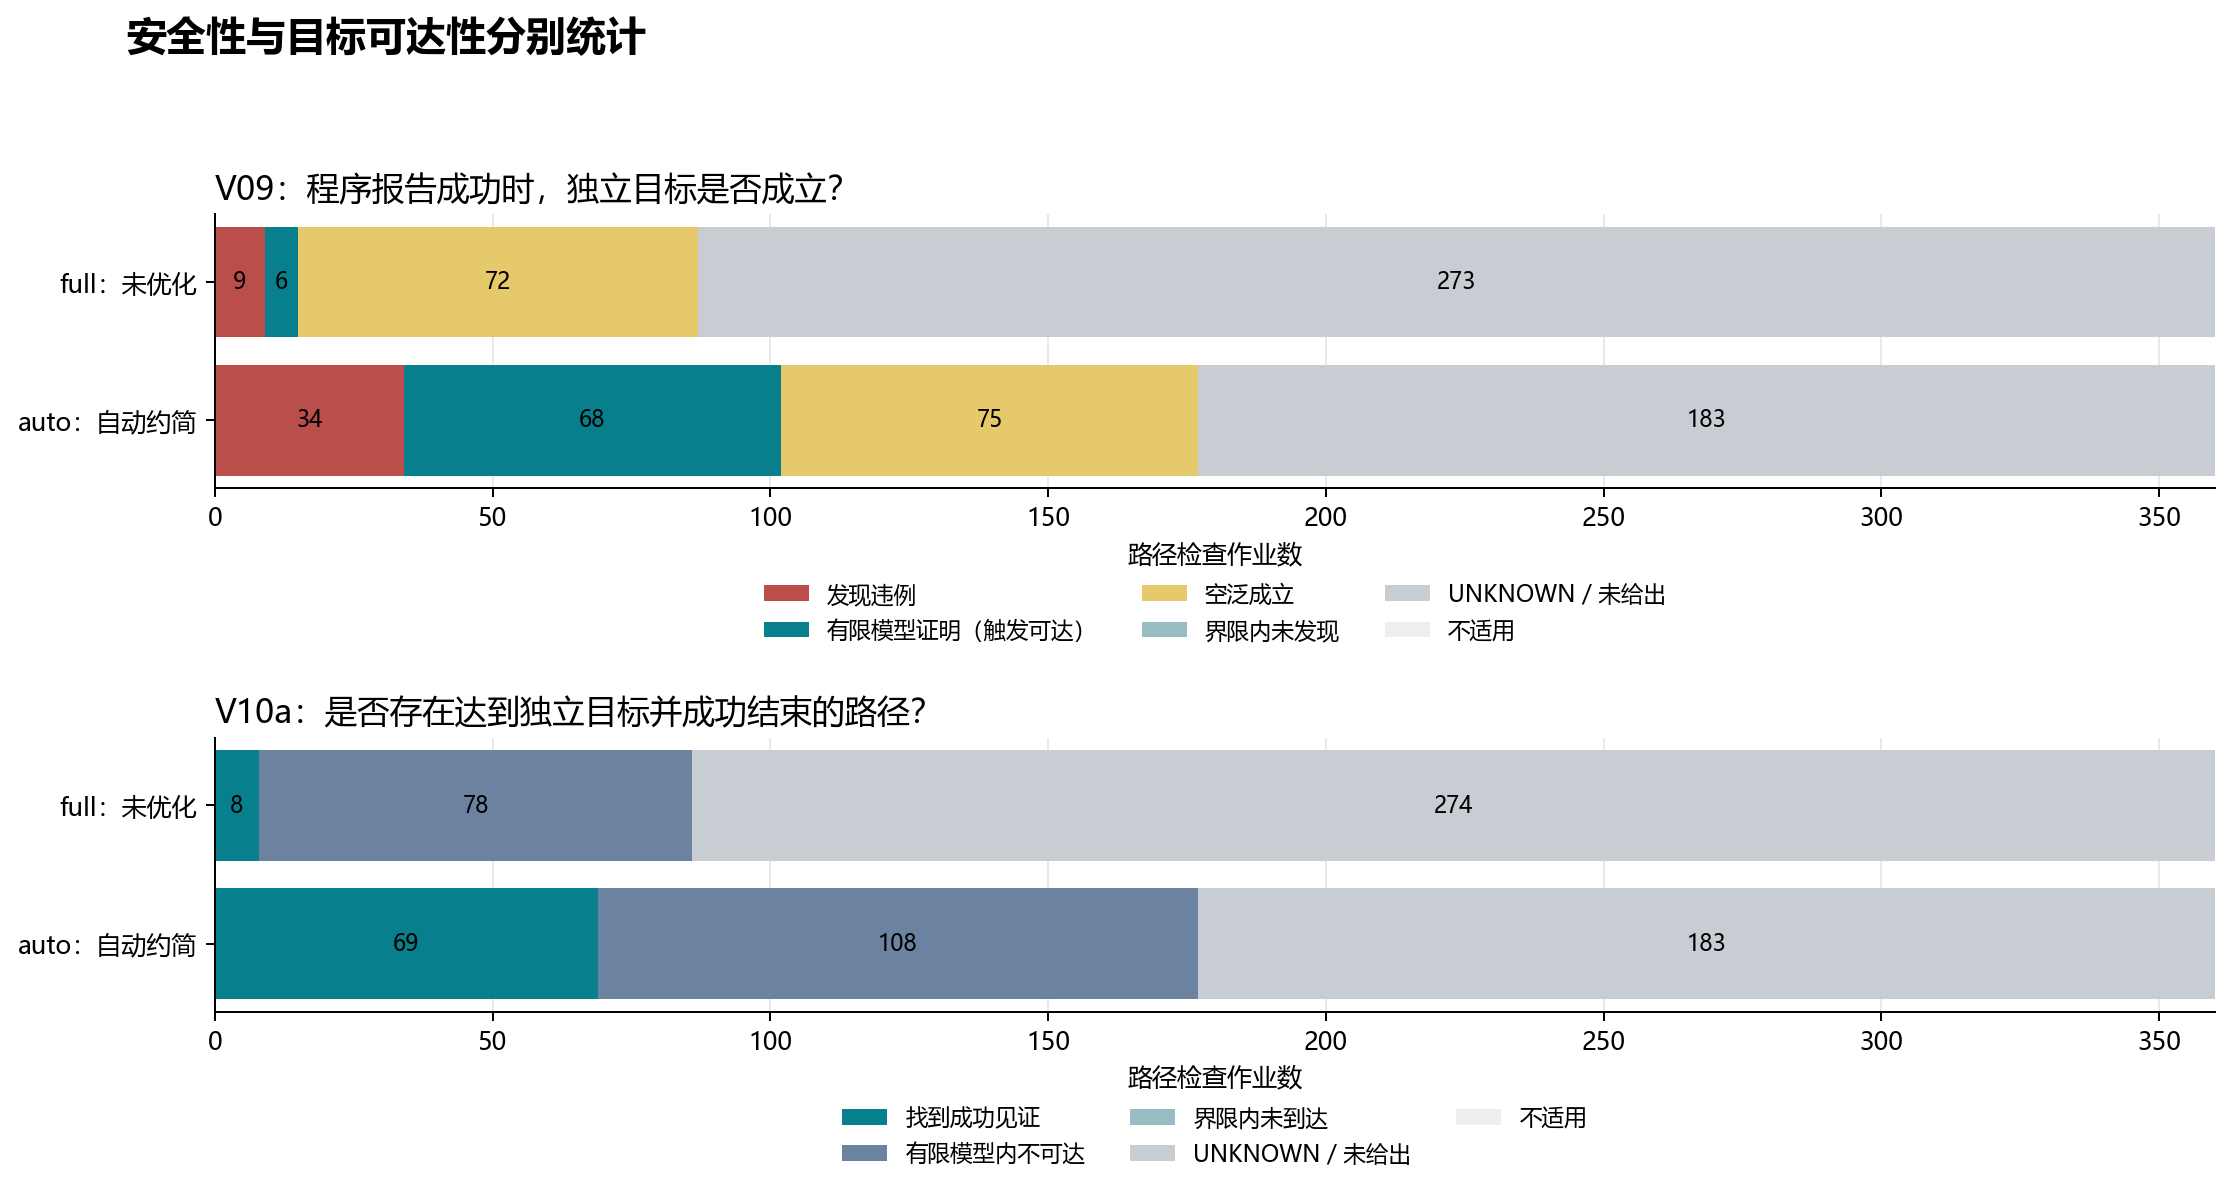 安全性与目标可达性分别统计
V09：程序报告成功时，独立目标是否成立？
full：未优化
9 6 72 273
auto：自动约简
34 68 75 183
0 50 100 150 200 250 300 350
路径检查作业数
发现违例 空泛成立 UNKNOWN / 未给出
有限模型证明（触发可达） 界限内未发现 不适用
V10a：是否存在达到独立目标并成功结束的路径？
full：未优化
8 78 274
auto：自动约简
69 108 183
0 50 100 150 200 250 300 350
路径检查作业数
找到成功见证 界限内未到达 不适用
有限模型内不可达 UNKNOWN / 未给出